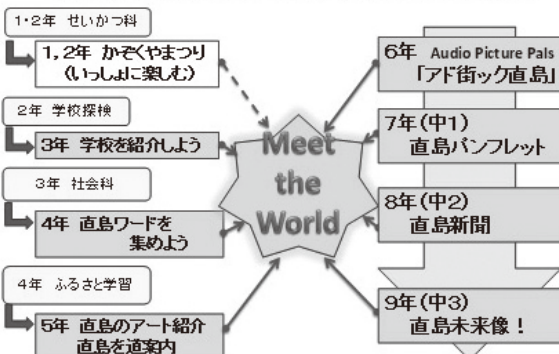 1・2年 せいかつ科
1,2年 かぞくやまつり
(いっしょに楽しむ)
2年 学校探検
3年 学校を紹介しよう
3年 社会科
4年 直島ワードを
集めよう
4年 ふるさと学習
5年 直島のアート紹介
直島を道案内
Meet
the
World
6年 Audio Picture Pals
「アド街ック直島」
7年(中1)
直島パンフレット
8年(中2)
直島新聞
9年(中3)
直島未来像!